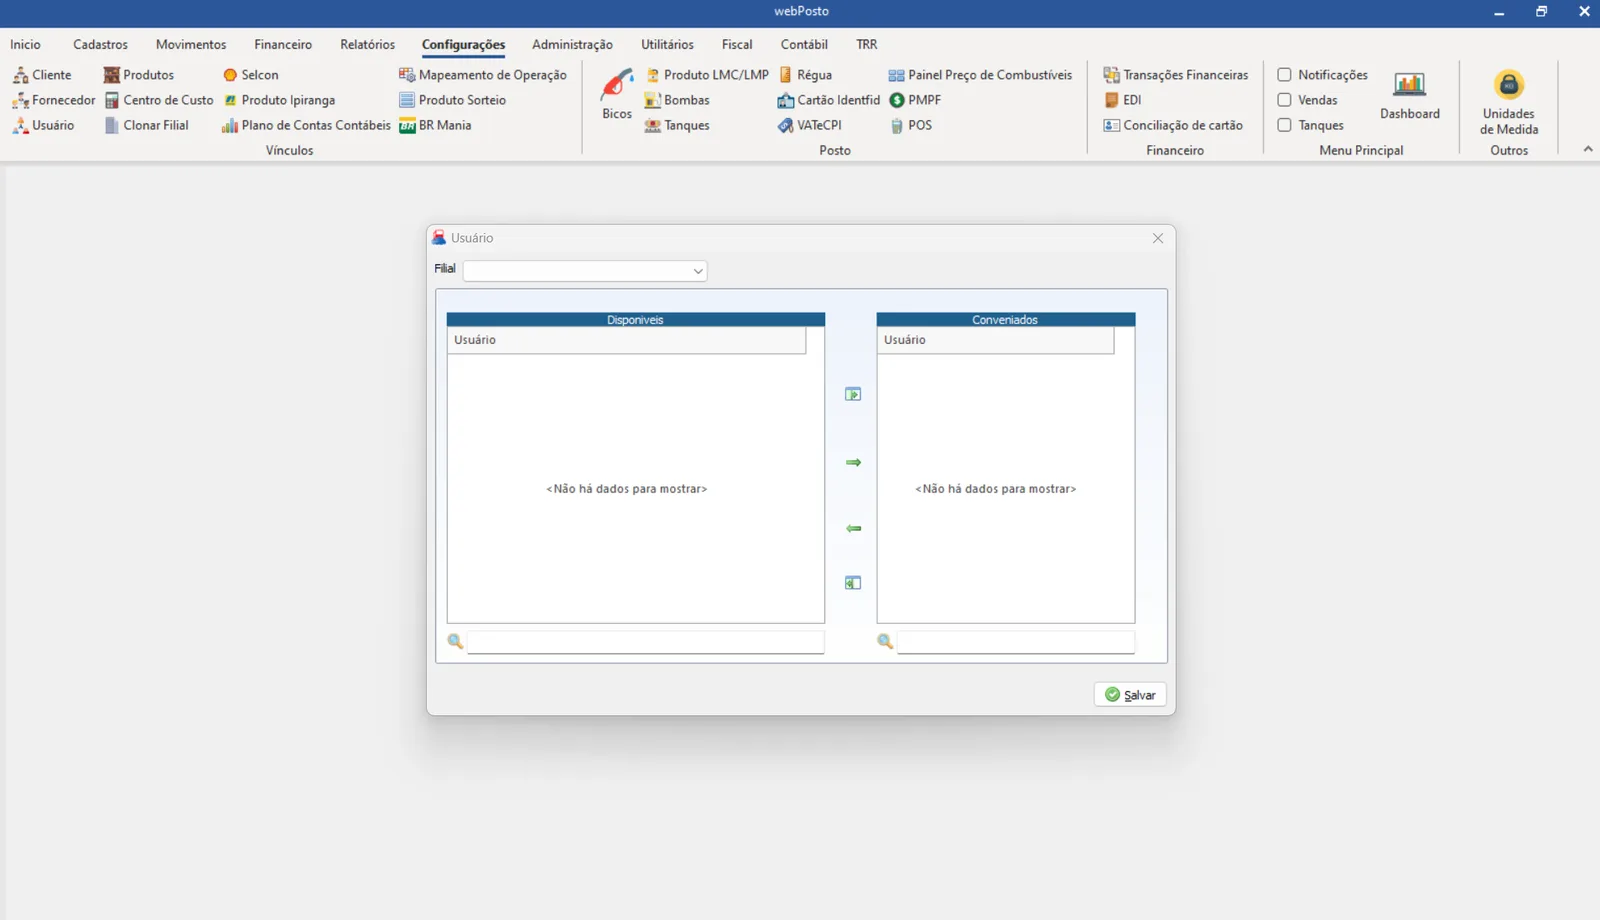 webPosto
Inicio Cadastros Movimentos Financeiro Relatórios Configurações Administração Utilitários Fiscal Contábil TRR
Cliente Produtos Selcon Mapeamento de Operação Produto LMC/LMP Régua Painel Preço de Combustíveis Transações Financeiras Notificações
Fornecedor Centro de Custo Produto Ipiranga Produto Sorteio Bicos Bombas Cartão Identfid PMPF EDI Vendas Dashboard Unidades de Medida
Usuário Clonar Filial Plano de Contas Contábeis BR Mania Tanques VATeCPI POS Conciliação de cartão Tanques
Vínculos Posto Financeiro Menu Principal Outros
Usuário
Filial
Disponiveis Conveniados
Usuário Usuário
<Não há dados para mostrar> <Não há dados para mostrar>
Salvar